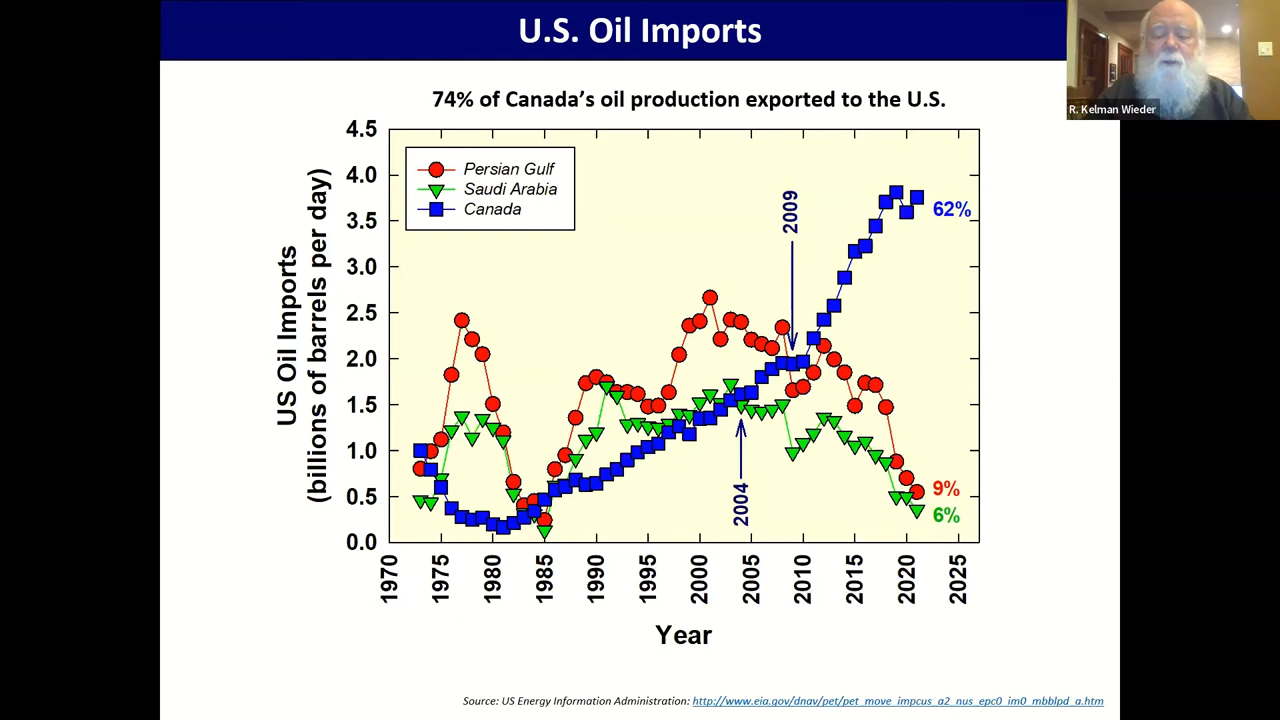 U.S. Oil Imports
R. Kelman Wieder
74% of Canada's oil production exported to the U.S.
US Oil Imports
(billions of barrels per day)
4.5
4.0
3.5
3.0
2.5
2.0
1.5
1.0
0.5
0.0
Persian Gulf
Saudi Arabia
Canada
2009
2004
62%
9%
6%
1970
1975
1980
1985
1990
1995
2000
2005
2010
2015
2020
2025
Year
Source: US Energy Information Administration: http://www.eia.gov/dnav/pet/pet_move_impcus_a2_nus_epc0_im0_mbblpd_a.htm